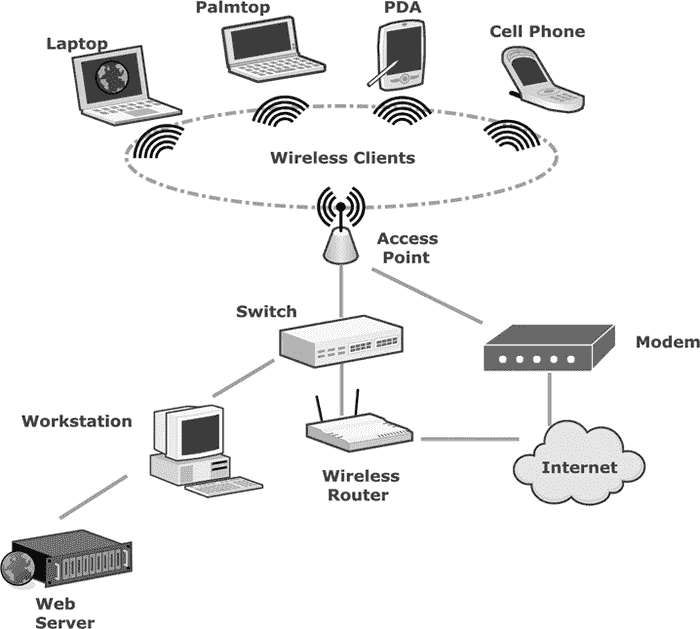 Palmtop
PDA
Laptop
Cell Phone
Wireless Clients
Access
Point
Switch
Modem
Workstation
Wireless
Router
Internet
Web
Server